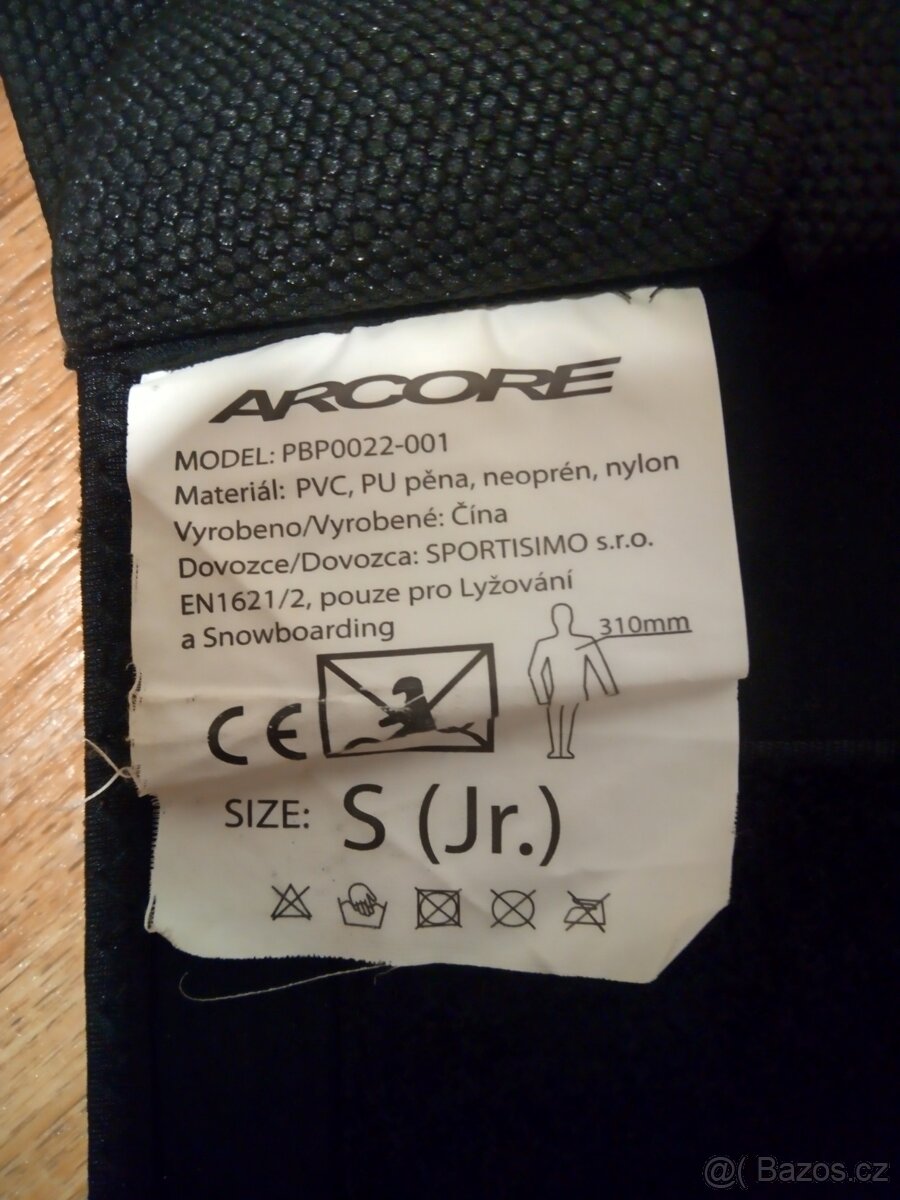 ARCORE
MODEL: PBP0022-001
Materiál: PVC, PU pěna, neoprén, nylon
Vyrobeno/Vyrobené: Čína
Dovozce/Dovozca: SPORTISIMO s.r.o.
EN1621/2, pouze pro Lyžování
a Snowboarding
310mm
CE
SIZE: S (Jr.)
@( Bazos.cz